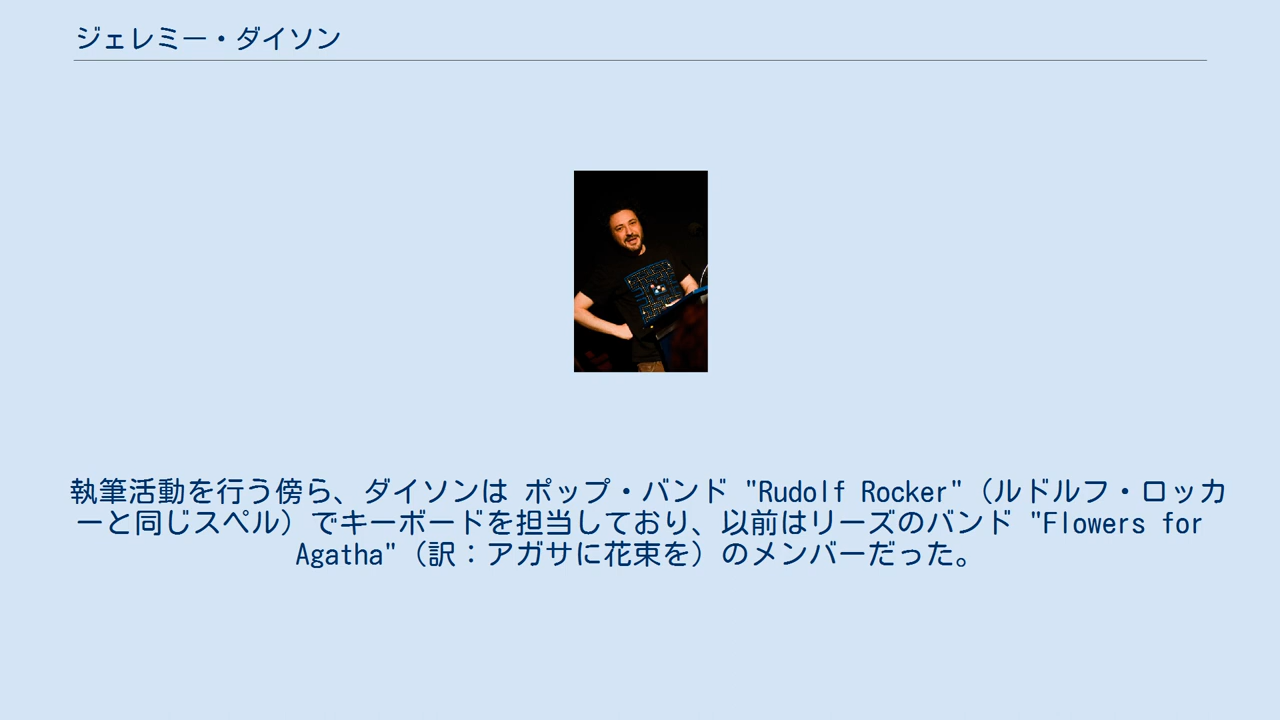 ジェレミー・ダイソン
執筆活動を行う傍ら、ダイソンは ポップ・バンド "Rudolf Rocker"（ルドルフ・ロッカ
ーと同じスペル）でキーボードを担当しており、以前はリーズのバンド "Flowers for
Agatha"（訳：アガサに花束を）のメンバーだった。